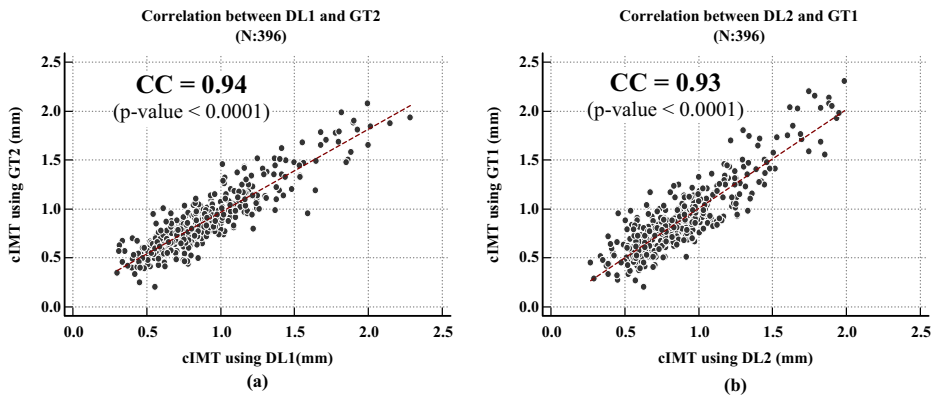 Correlation between DL1 and GT2
(N:396)
CC = 0.94
(p-value < 0.0001)
cIMT using GT2 (mm)
2.5
2.0
1.5
1.0
0.5
0.0
0.0 0.5 1.0 1.5 2.0 2.5
cIMT using DL1(mm)
(a)
Correlation between DL2 and GT1
(N:396)
CC = 0.93
(p-value < 0.0001)
cIMT using GT1 (mm)
2.5
2.0
1.5
1.0
0.5
0.0
0.0 0.5 1.0 1.5 2.0 2.5
cIMT using DL2 (mm)
(b)